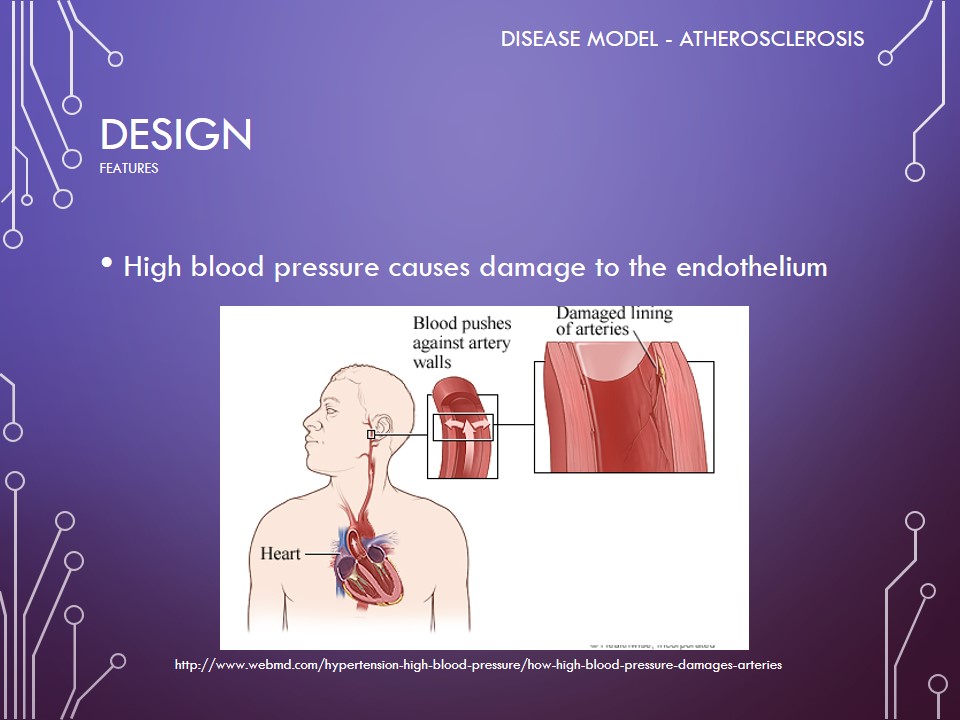 DISEASE MODEL - ATHEROSCLEROSIS
DESIGN
FEATURES
• High blood pressure causes damage to the endothelium
Blood pushes
against artery
walls
Damaged lining
of arteries
Heart
© Healthwise, Incorporated
http://www.webmd.com/hypertension-high-blood-pressure/how-high-blood-pressure-damages-arteries